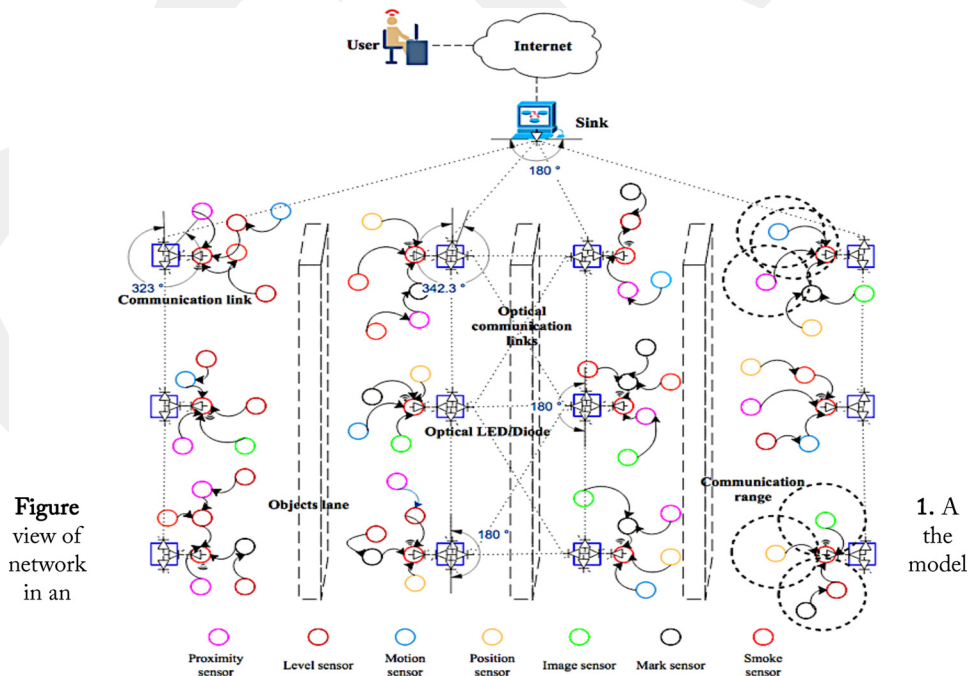 User
Internet
Sink
180 °
323 °
Communication link
342.3 °
Optical
communication
links
180 °
Optical LED/Diode
Communication
range
Objects lane
180 °
Figure
view of
network
in an
1. A
the
model
Proximity
sensor
Level sensor
Motion
sensor
Position
sensor
Image sensor
Mark sensor
Smoke
sensor